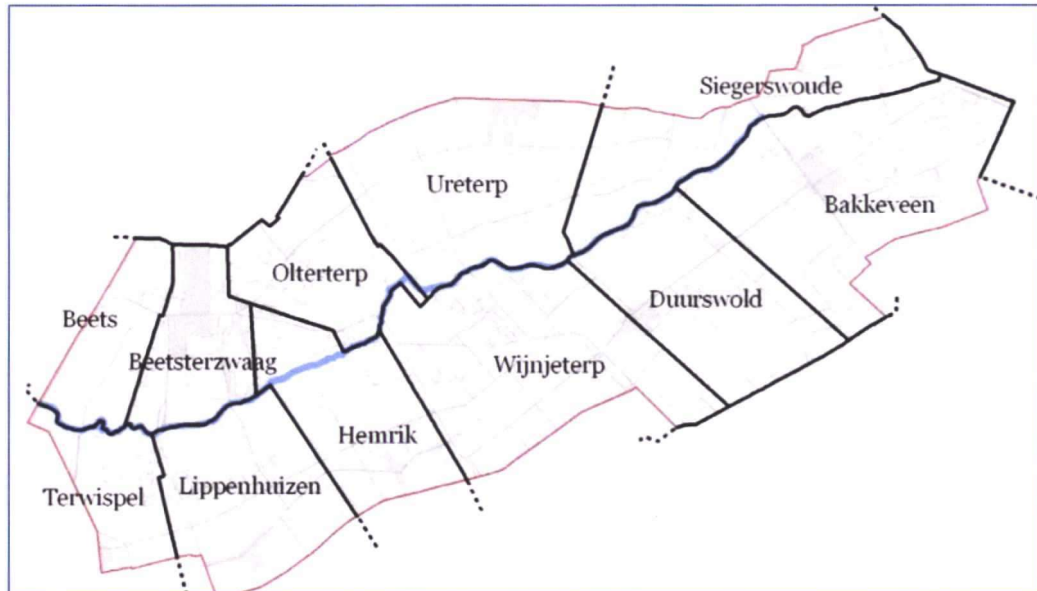 Siegerswoude
Ureterp
Bakkeveen
Olterterp
Duurswold
Beets
Beetsterzwaag
Wijnjeterp
Hemrik
Lippenhuizen
Terwispel